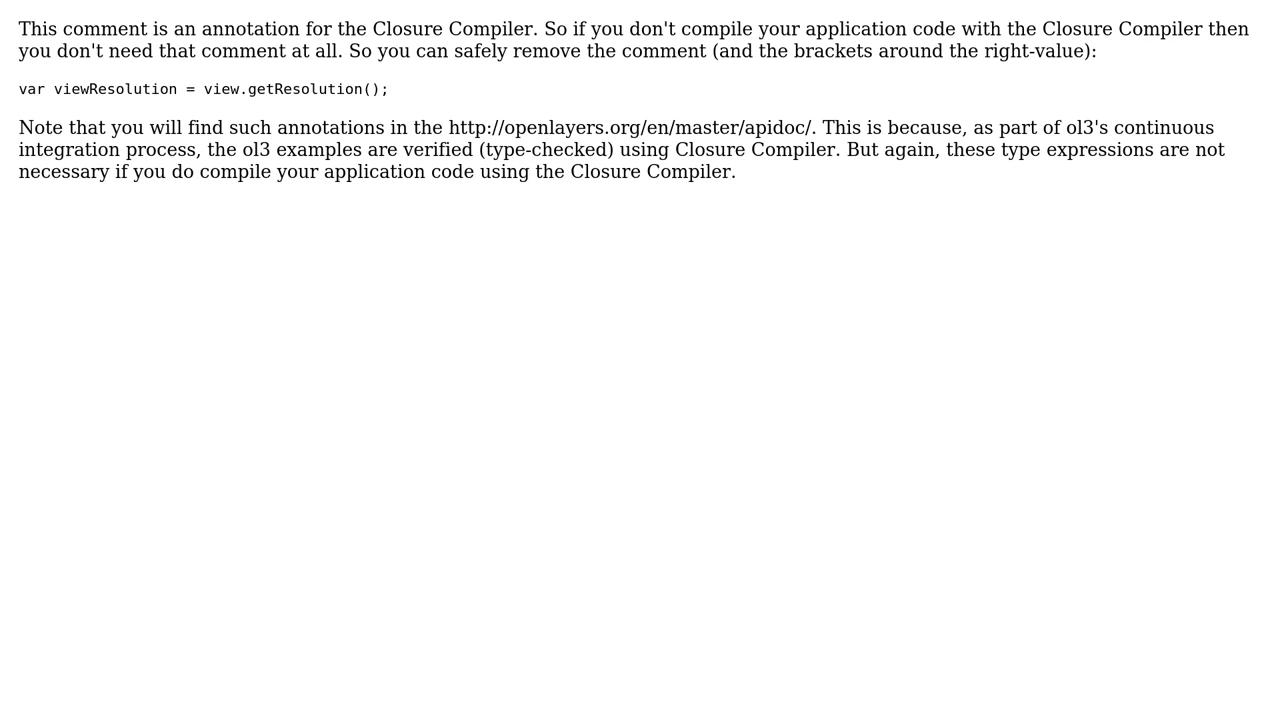 This comment is an annotation for the Closure Compiler. So if you don't compile your application code with the Closure Compiler then
you don't need that comment at all. So you can safely remove the comment (and the brackets around the right-value):
var viewResolution = view.getResolution();
Note that you will find such annotations in the http://openlayers.org/en/master/apidoc/. This is because, as part of ol3's continuous
integration process, the ol3 examples are verified (type-checked) using Closure Compiler. But again, these type expressions are not
necessary if you do compile your application code using the Closure Compiler.